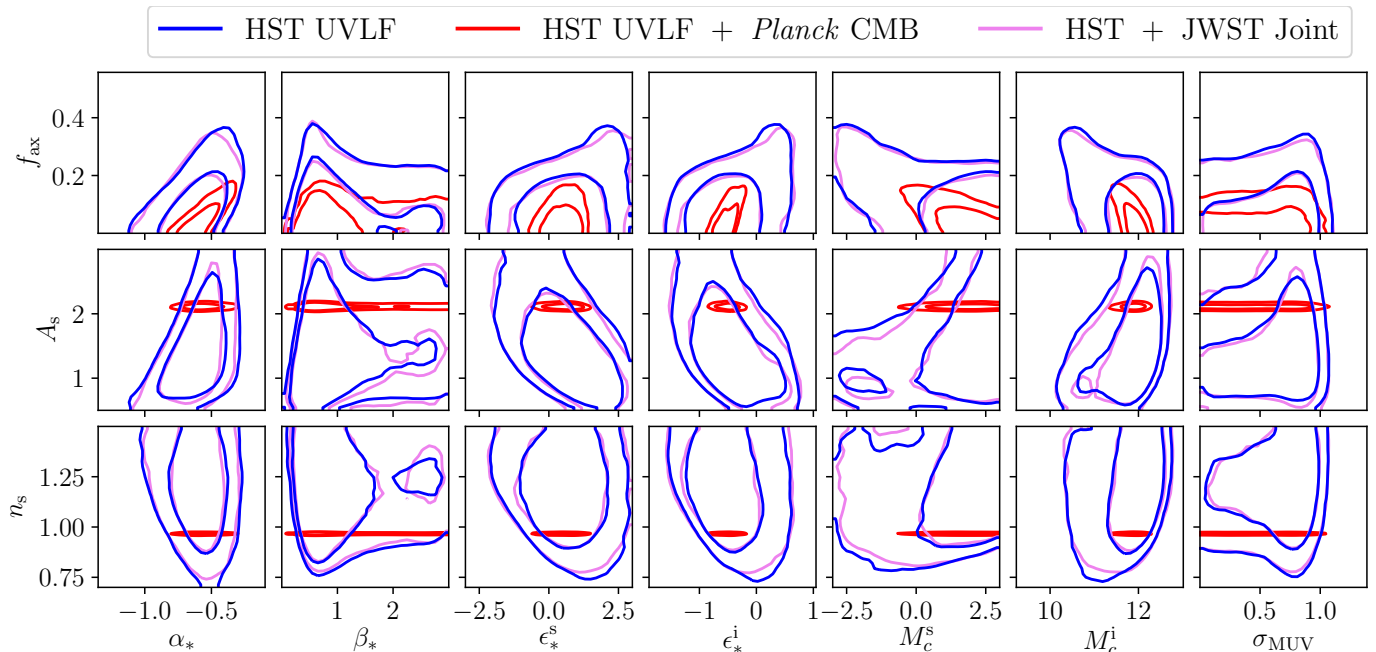 HST UVLF HST UVLF + Planck CMB HST + JWST Joint
0.4
0.2
f_ax
2
1
A_s
1.25
1.00
0.75
n_s
−1.0 −0.5 1 2 −2.5 0.0 2.5 −1 0 1 −2.5 0.0 2.5 10 12 0.5 1.0
α_* β_* ϵ_*^s ϵ_*^i M_c^s M_c^i σ_MUV